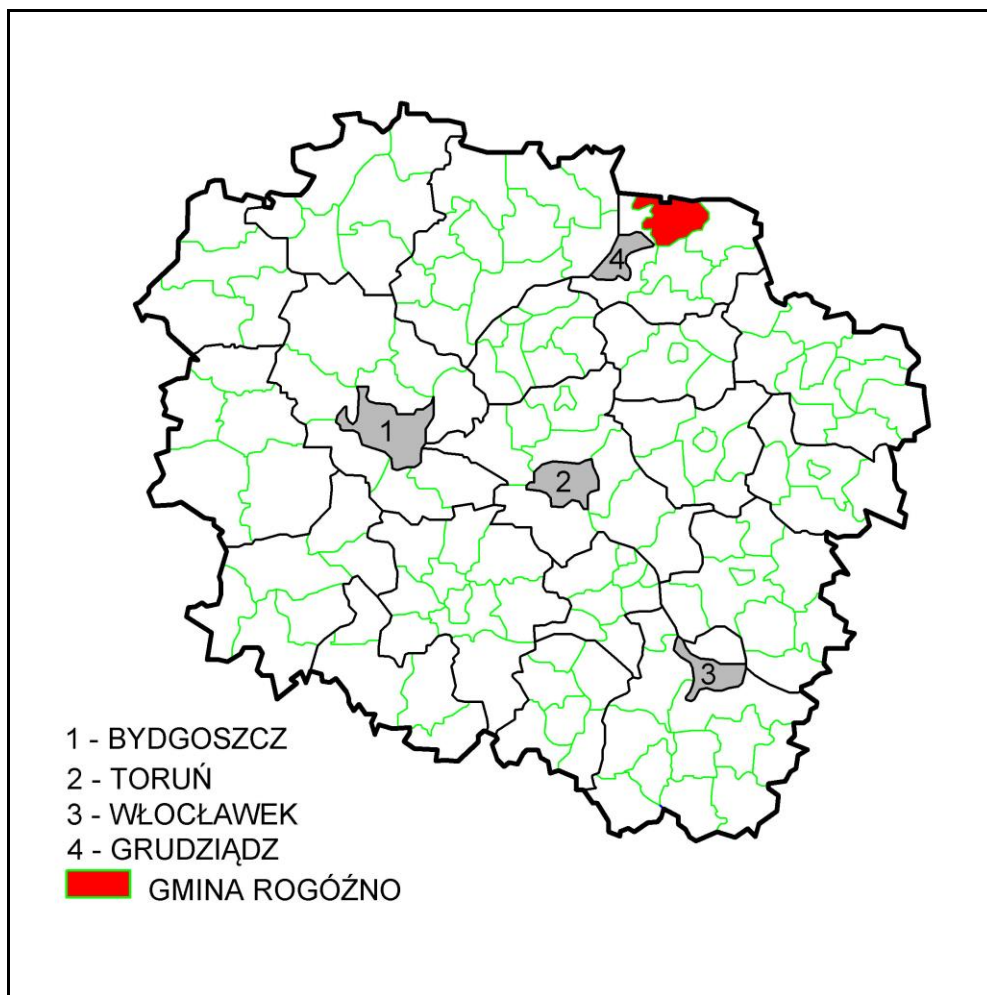 4
1
2
3
1 - BYDGOSZCZ
2 - TORUŃ
3 - WŁOCŁAWEK
4 - GRUDZIĄDZ
GMINA ROGÓŹNO